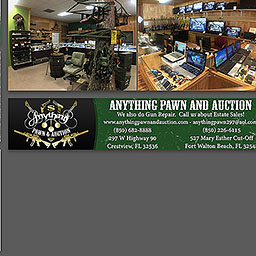 Anything
PAWN & AUCTION
ANYTHING PAWN AND AUCTION
We also do Gun Repair. Call us about Estate Sales!
www.anythingpawnandauction.com - anythingpawn297@aol.com
(850) 682-8888 (850) 226-6115
297 W Highway 90 527 Mary Esther Cut-Off
Crestview, FL 32536 Fort Walton Beach, FL 32548